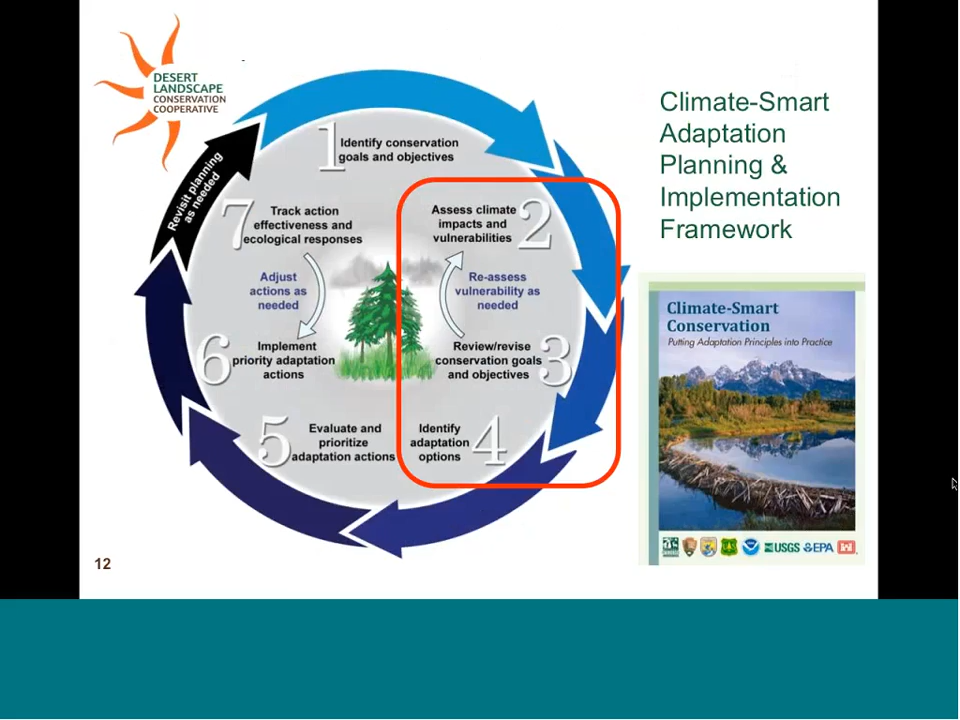 DESERT
LANDSCAPE
CONSERVATION
COOPERATIVE
Climate-Smart
Adaptation
Planning &
Implementation
Framework
Revisit planning
as needed
1
Identify conservation
goals and objectives
2
Assess climate
impacts and
vulnerabilities
Re-assess
vulnerability as
needed
3
Review/revise
conservation goals
and objectives
4
Identify
adaptation
options
5
Evaluate and
prioritize
adaptation actions
6
Implement
priority adaptation
actions
Adjust
actions as
needed
7
Track action
effectiveness and
ecological responses
Climate-Smart
Conservation
Putting Adaptation Principles into Practice
USGS
EPA
12